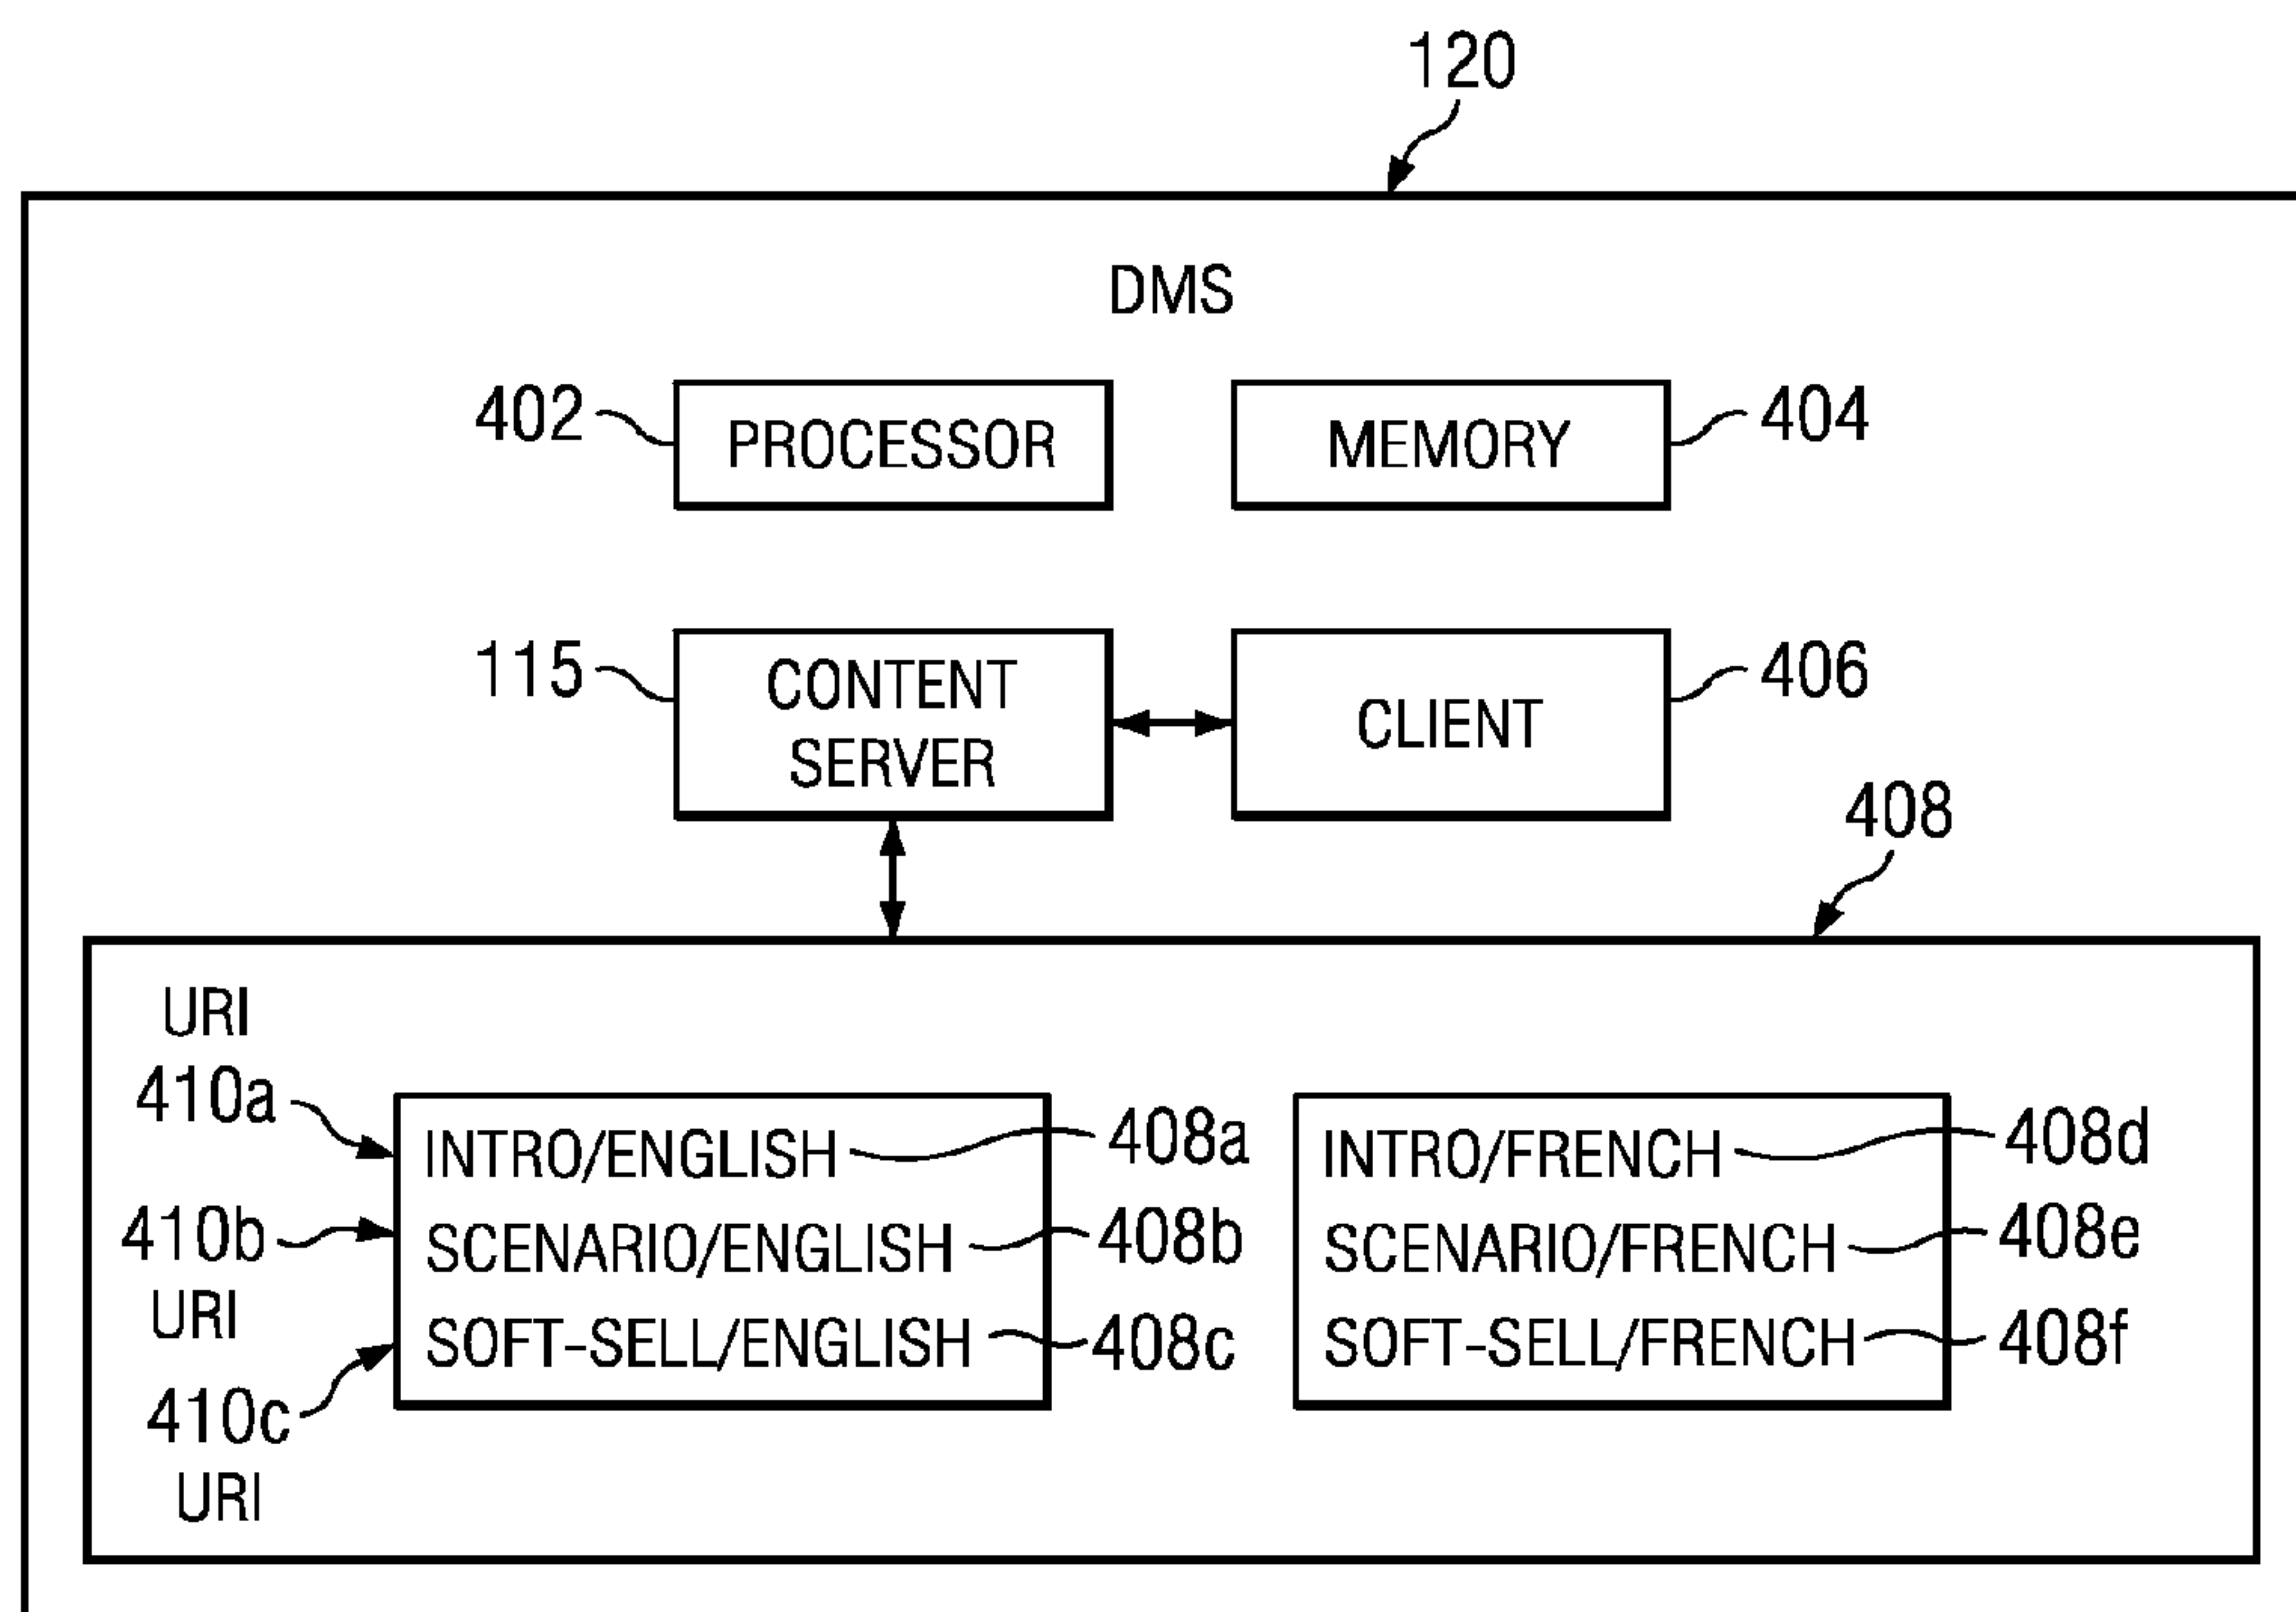 120
DMS
402 PROCESSOR MEMORY 404
115 CONTENT SERVER CLIENT 406
408
URI
410a INTRO/ENGLISH 408a INTRO/FRENCH 408d
410b SCENARIO/ENGLISH 408b SCENARIO/FRENCH 408e
URI
SOFT-SELL/ENGLISH 408c SOFT-SELL/FRENCH 408f
410c
URI